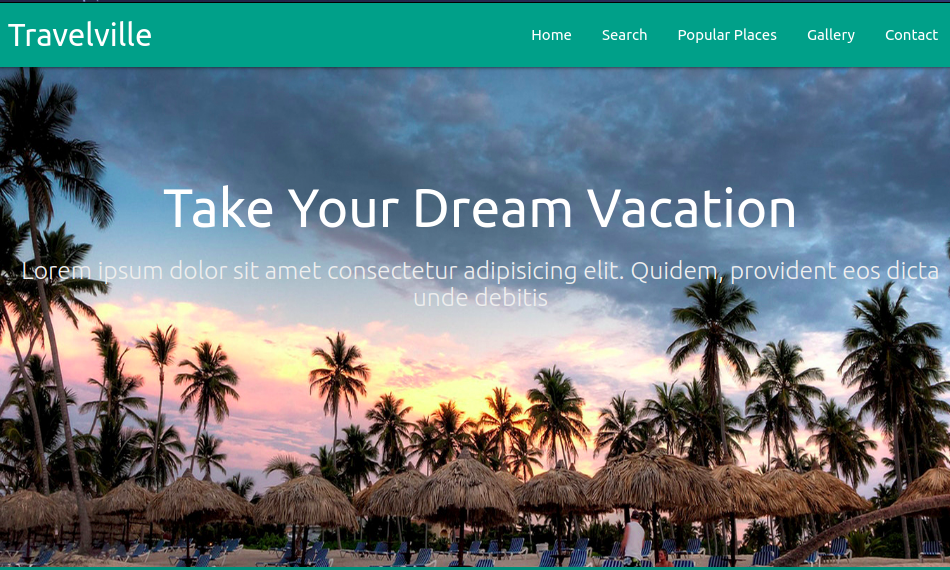 Travelville
Home Search Popular Places Gallery Contact
Take Your Dream Vacation
Lorem ipsum dolor sit amet consectetur adipisicing elit. Quidem, provident eos dicta
unde debitis